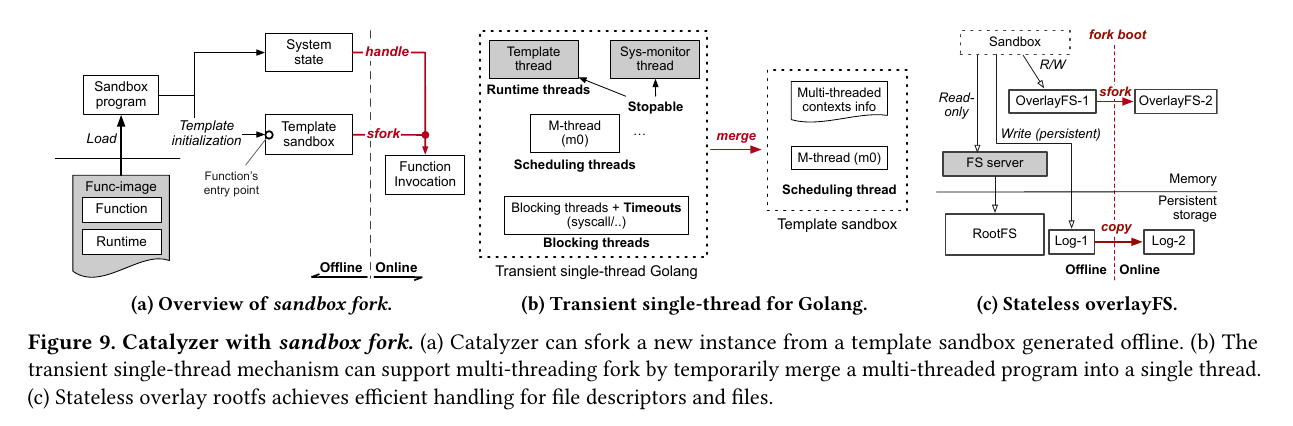 System
state
handle
Sandbox
program
Template
initialization
Template
sandbox
sfork
Load
Function's
entry point
Function
Invocation
Func-image
Function
Runtime
Offline
Online
(a) Overview of sandbox fork.
Template
thread
Sys-monitor
thread
Runtime threads
Stopable
M-thread
(m0)
...
Scheduling threads
Blocking threads + Timeouts
(syscall/..)
Blocking threads
Transient single-thread Golang
merge
Multi-threaded
contexts info
M-thread (m0)
Scheduling thread
Template sandbox
(b) Transient single-thread for Golang.
Sandbox
fork boot
R/W
Read-
only
OverlayFS-1
sfork
OverlayFS-2
Write (persistent)
FS server
Memory
Persistent
storage
RootFS
Log-1
copy
Log-2
Offline
Online
(c) Stateless overlayFS.
Figure 9. Catalyzer with sandbox fork. (a) Catalyzer can sfork a new instance from a template sandbox generated offline. (b) The
transient single-thread mechanism can support multi-threading fork by temporarily merge a multi-threaded program into a single thread.
(c) Stateless overlay rootfs achieves efficient handling for file descriptors and files.